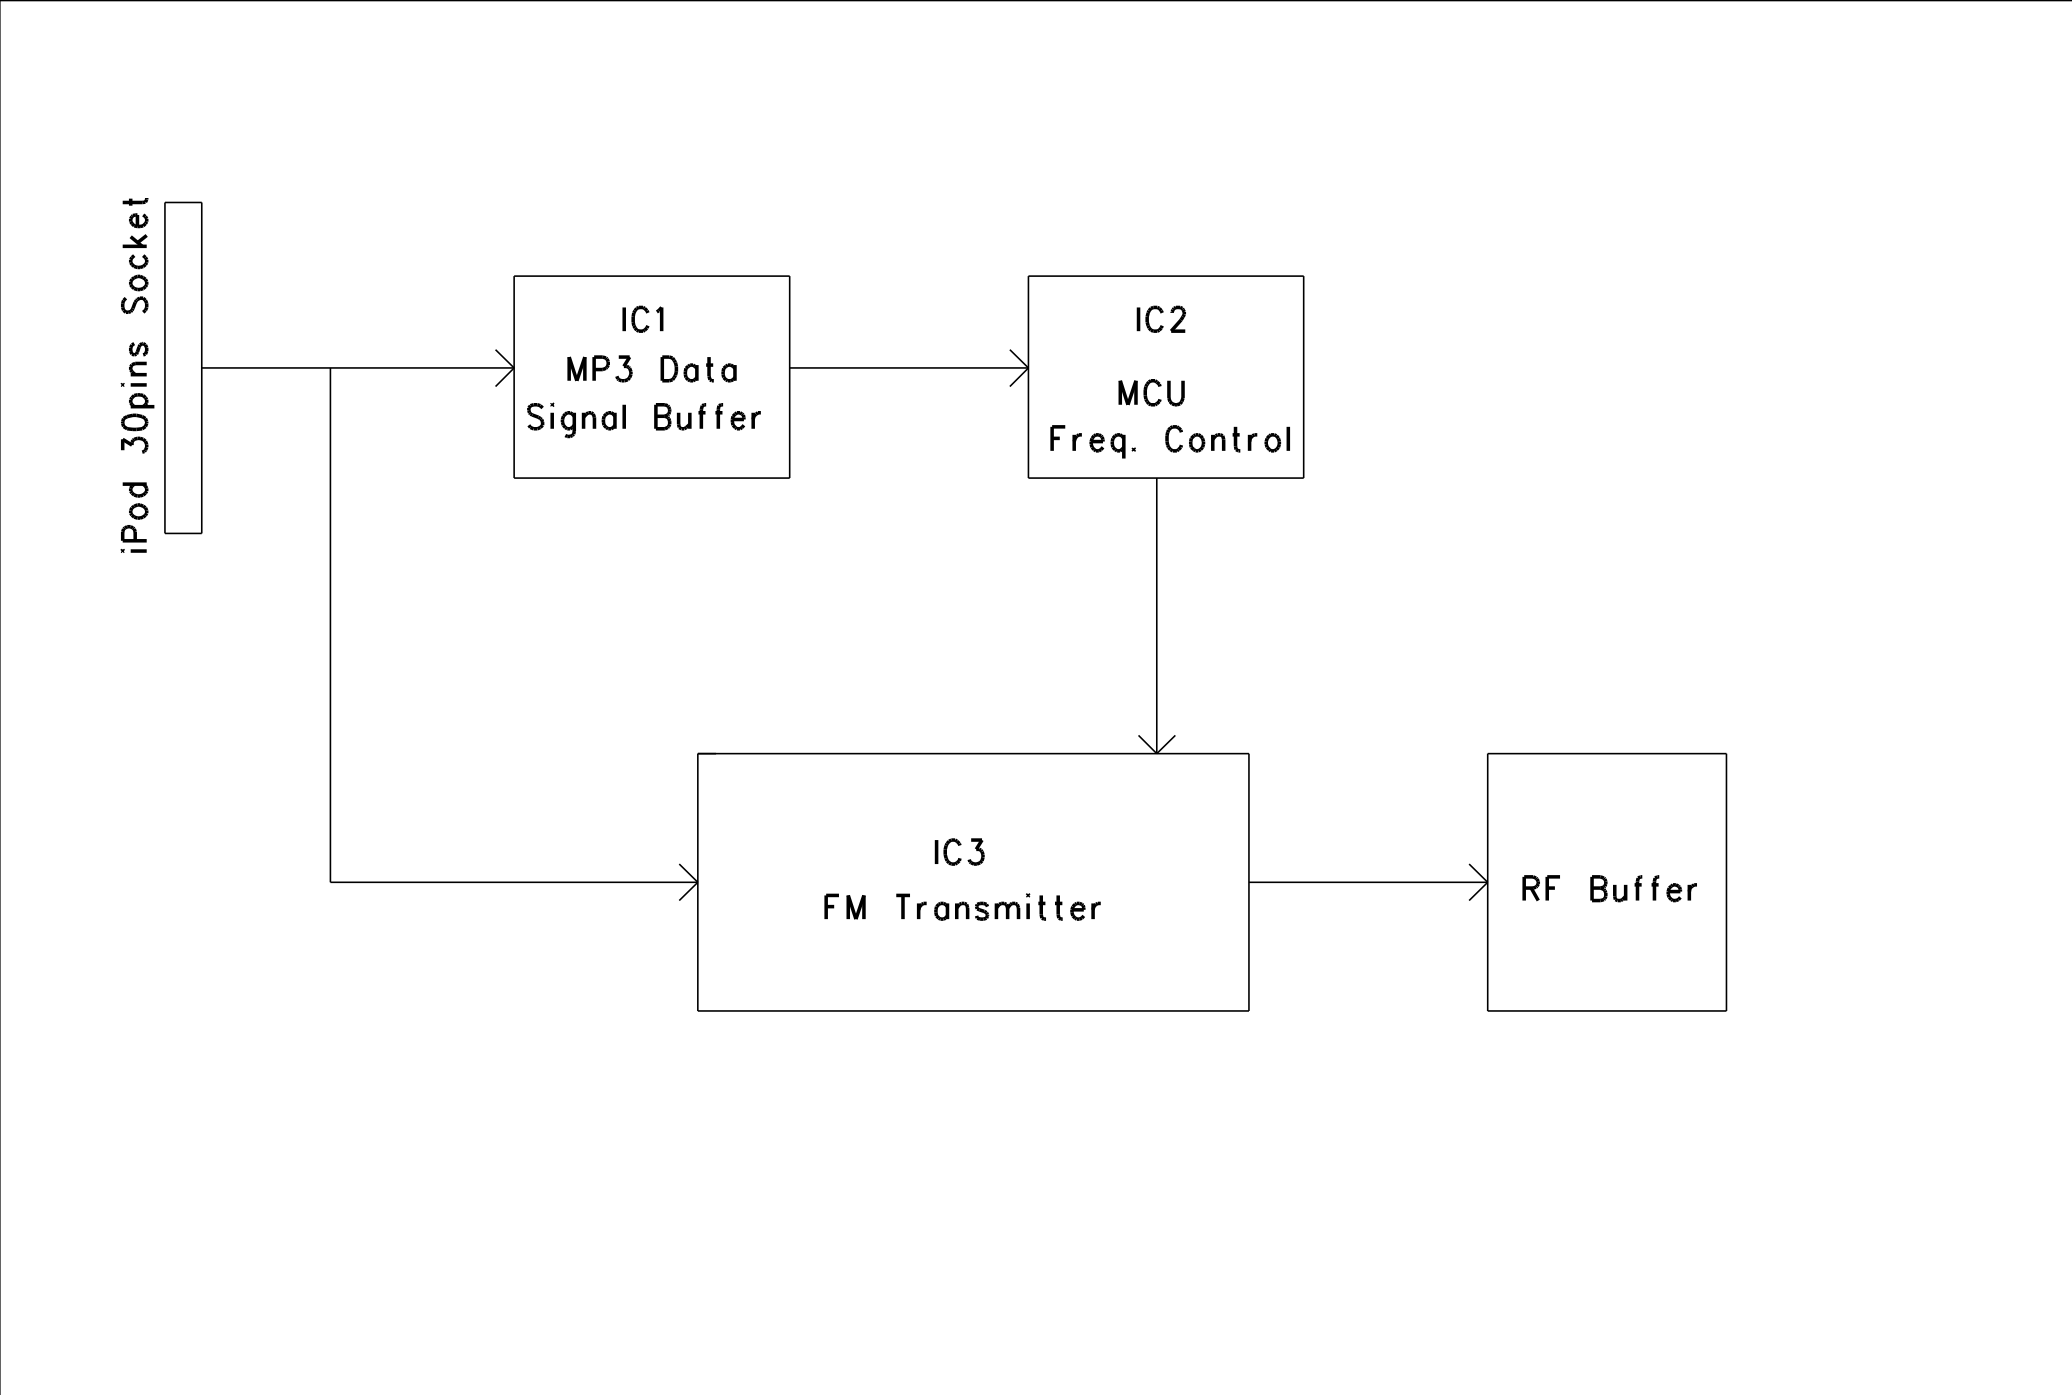 iPod 30pins Socket
IC1
MP3 Data
Signal Buffer
IC2
MCU
Freq. Control
IC3
FM Transmitter
RF Buffer